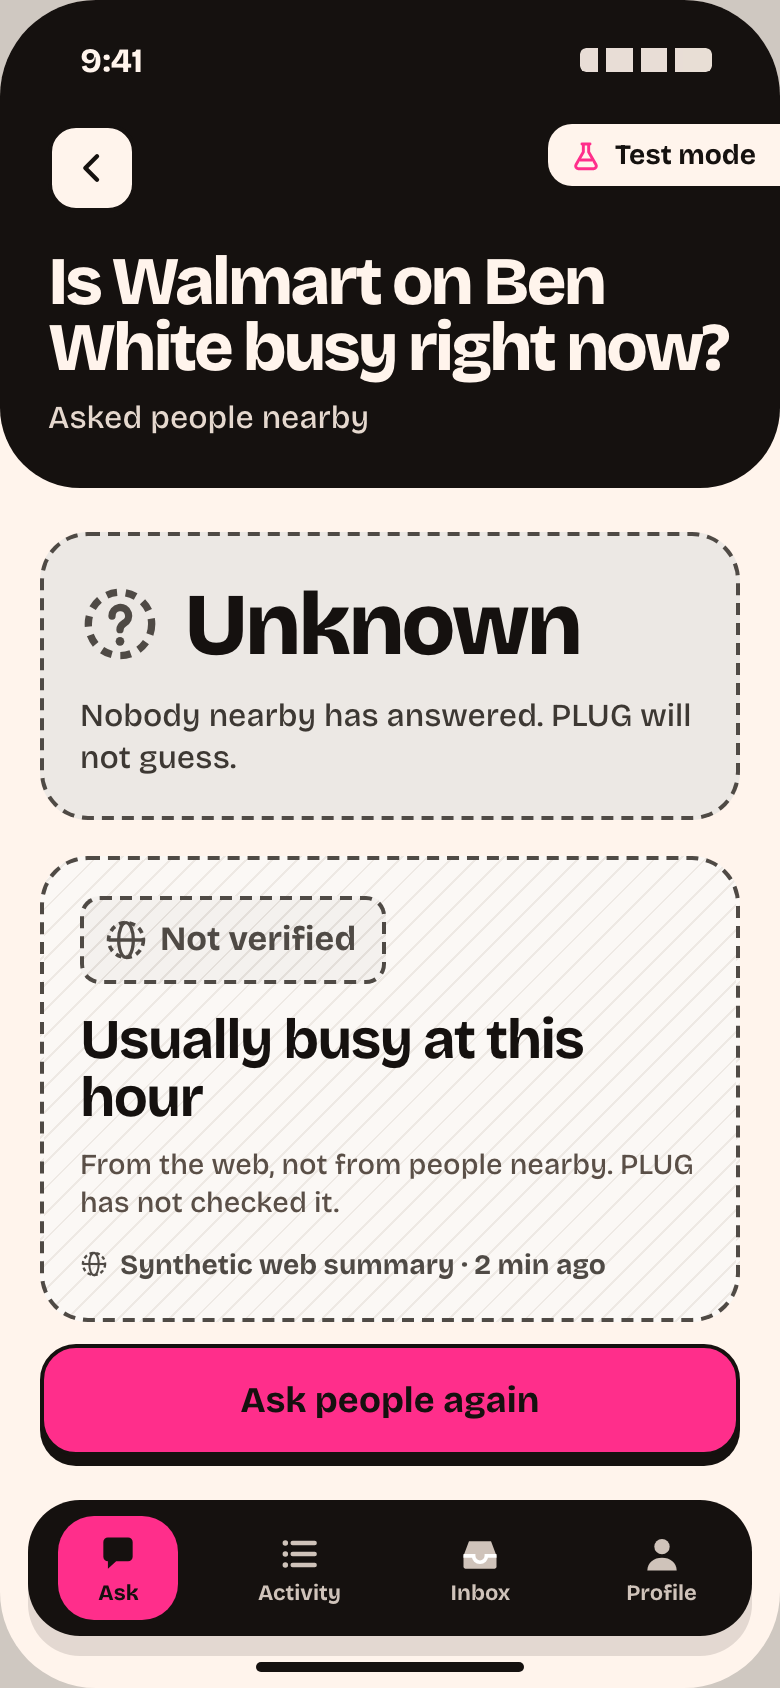 9:41
Test mode
Is Walmart on Ben
White busy right now?
Asked people nearby
Unknown
Nobody nearby has answered. PLUG will
not guess.
Not verified
Usually busy at this
hour
From the web, not from people nearby. PLUG
has not checked it.
Synthetic web summary · 2 min ago
Ask people again
Ask
Activity
Inbox
Profile